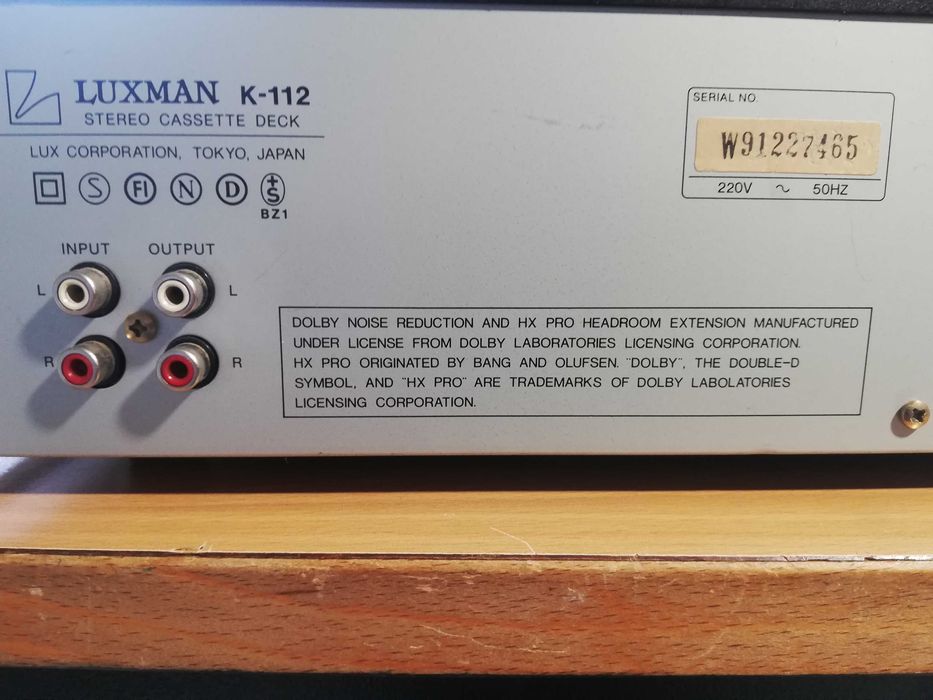 LUXMAN K-112
STEREO CASSETTE DECK
LUX CORPORATION, TOKYO, JAPAN
S FI N D +S
BZ1
INPUT OUTPUT
L L
R R
SERIAL NO.
W91227465
220V ~ 50HZ
DOLBY NOISE REDUCTION AND HX PRO HEADROOM EXTENSION MANUFACTURED
UNDER LICENSE FROM DOLBY LABORATORIES LICENSING CORPORATION.
HX PRO ORIGINATED BY BANG AND OLUFSEN. "DOLBY", THE DOUBLE-D
SYMBOL, AND "HX PRO" ARE TRADEMARKS OF DOLBY LABOLATORIES
LICENSING CORPORATION.